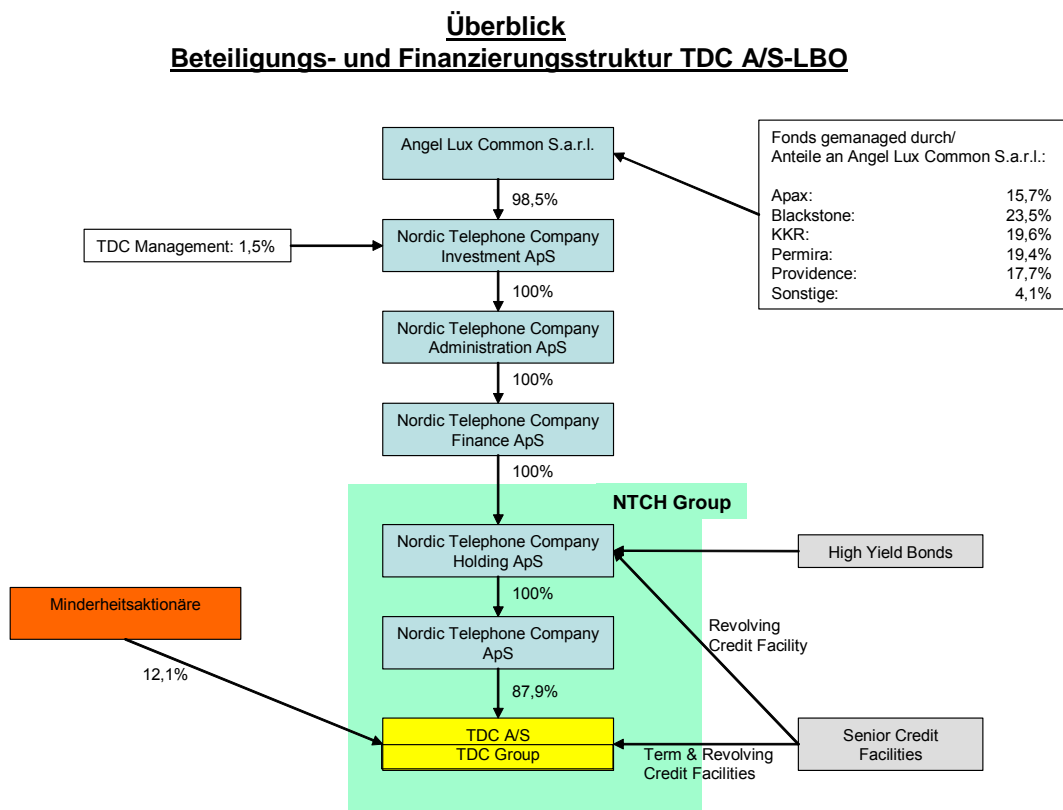 Überblick
Beteiligungs- und Finanzierungsstruktur TDC A/S-LBO
Angel Lux Common S.a.r.l.
Fonds gemanaged durch/
Anteile an Angel Lux Common S.a.r.l.:
Apax: 15,7%
Blackstone: 23,5%
KKR: 19,6%
Permira: 19,4%
Providence: 17,7%
Sonstige: 4,1%
98,5%
TDC Management: 1,5%
Nordic Telephone Company
Investment ApS
100%
Nordic Telephone Company
Administration ApS
100%
Nordic Telephone Company
Finance ApS
100%
NTCH Group
Nordic Telephone Company
Holding ApS
High Yield Bonds
100%
Minderheitsaktionäre
Nordic Telephone Company
ApS
Revolving
Credit Facility
12,1%
87,9%
TDC A/S
TDC Group
Term & Revolving
Credit Facilities
Senior Credit
Facilities